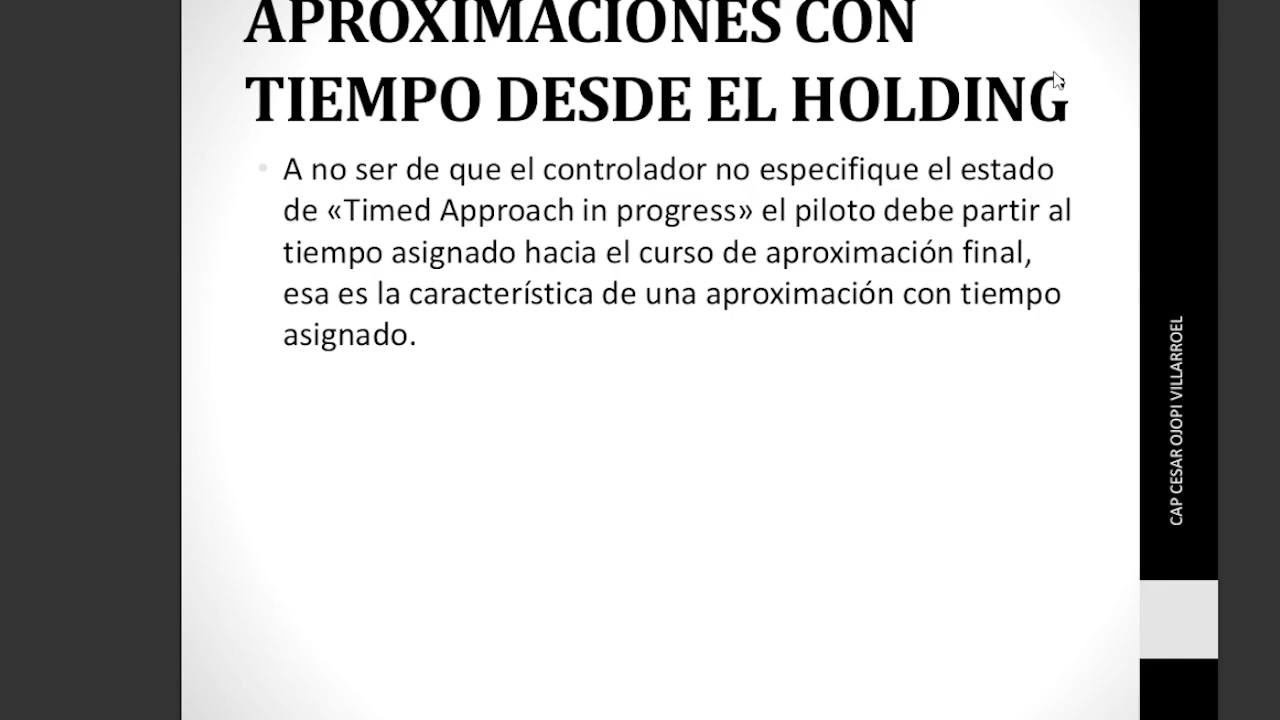 APROXIMACIONES CON
TIEMPO DESDE EL HOLDING
• A no ser de que el controlador no especifique el estado
de «Timed Approach in progress» el piloto debe partir al
tiempo asignado hacia el curso de aproximación final,
esa es la característica de una aproximación con tiempo
asignado.
CAP CESAR OJOPI VILLARROEL